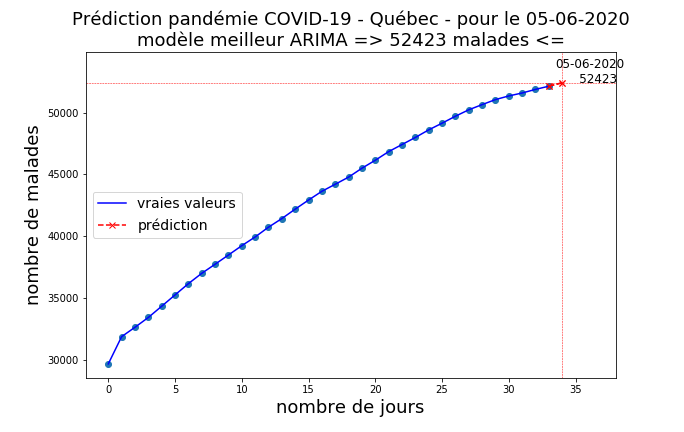 Prédiction pandémie COVID-19 - Québec - pour le 05-06-2020
modèle meilleur ARIMA => 52423 malades <=
05-06-2020
52423
50000
45000
40000
35000
30000
nombre de malades
vraies valeurs
prédiction
0 5 10 15 20 25 30 35
nombre de jours